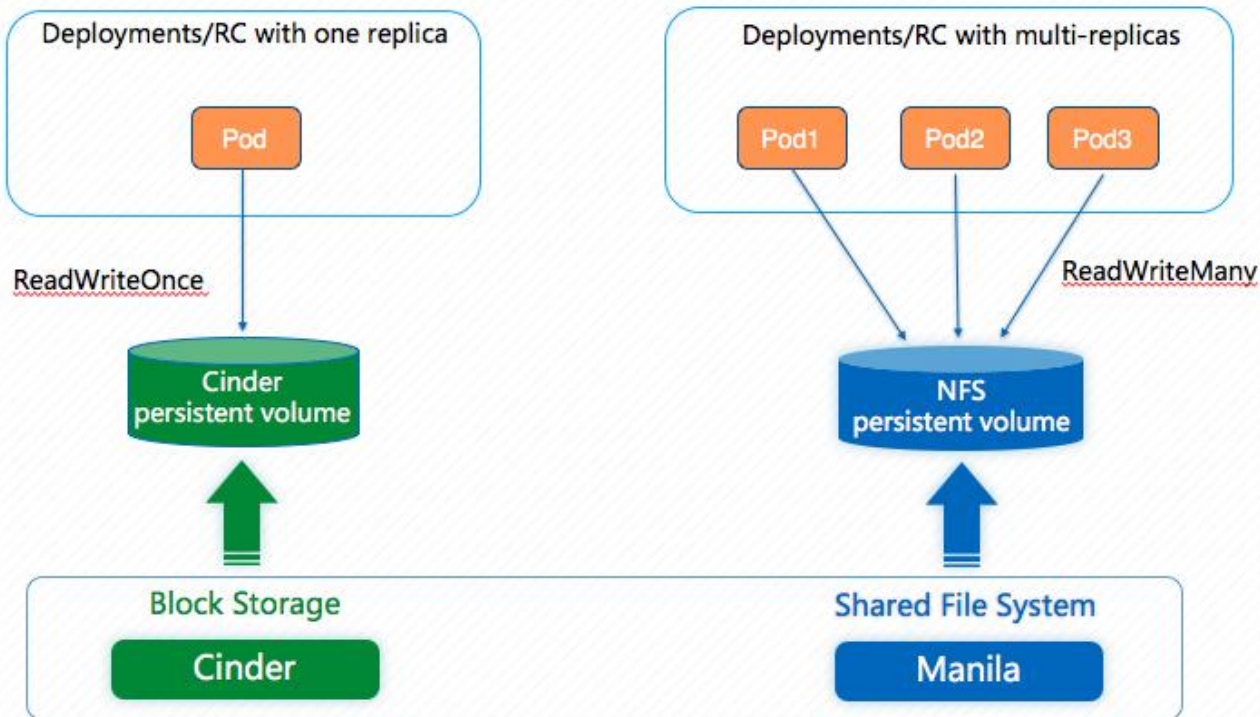 Deployments/RC with one replica
Pod
ReadWriteOnce
Cinder
persistent volume
Deployments/RC with multi-replicas
Pod1
Pod2
Pod3
ReadWriteMany
NFS
persistent volume
Block Storage
Cinder
Shared File System
Manila